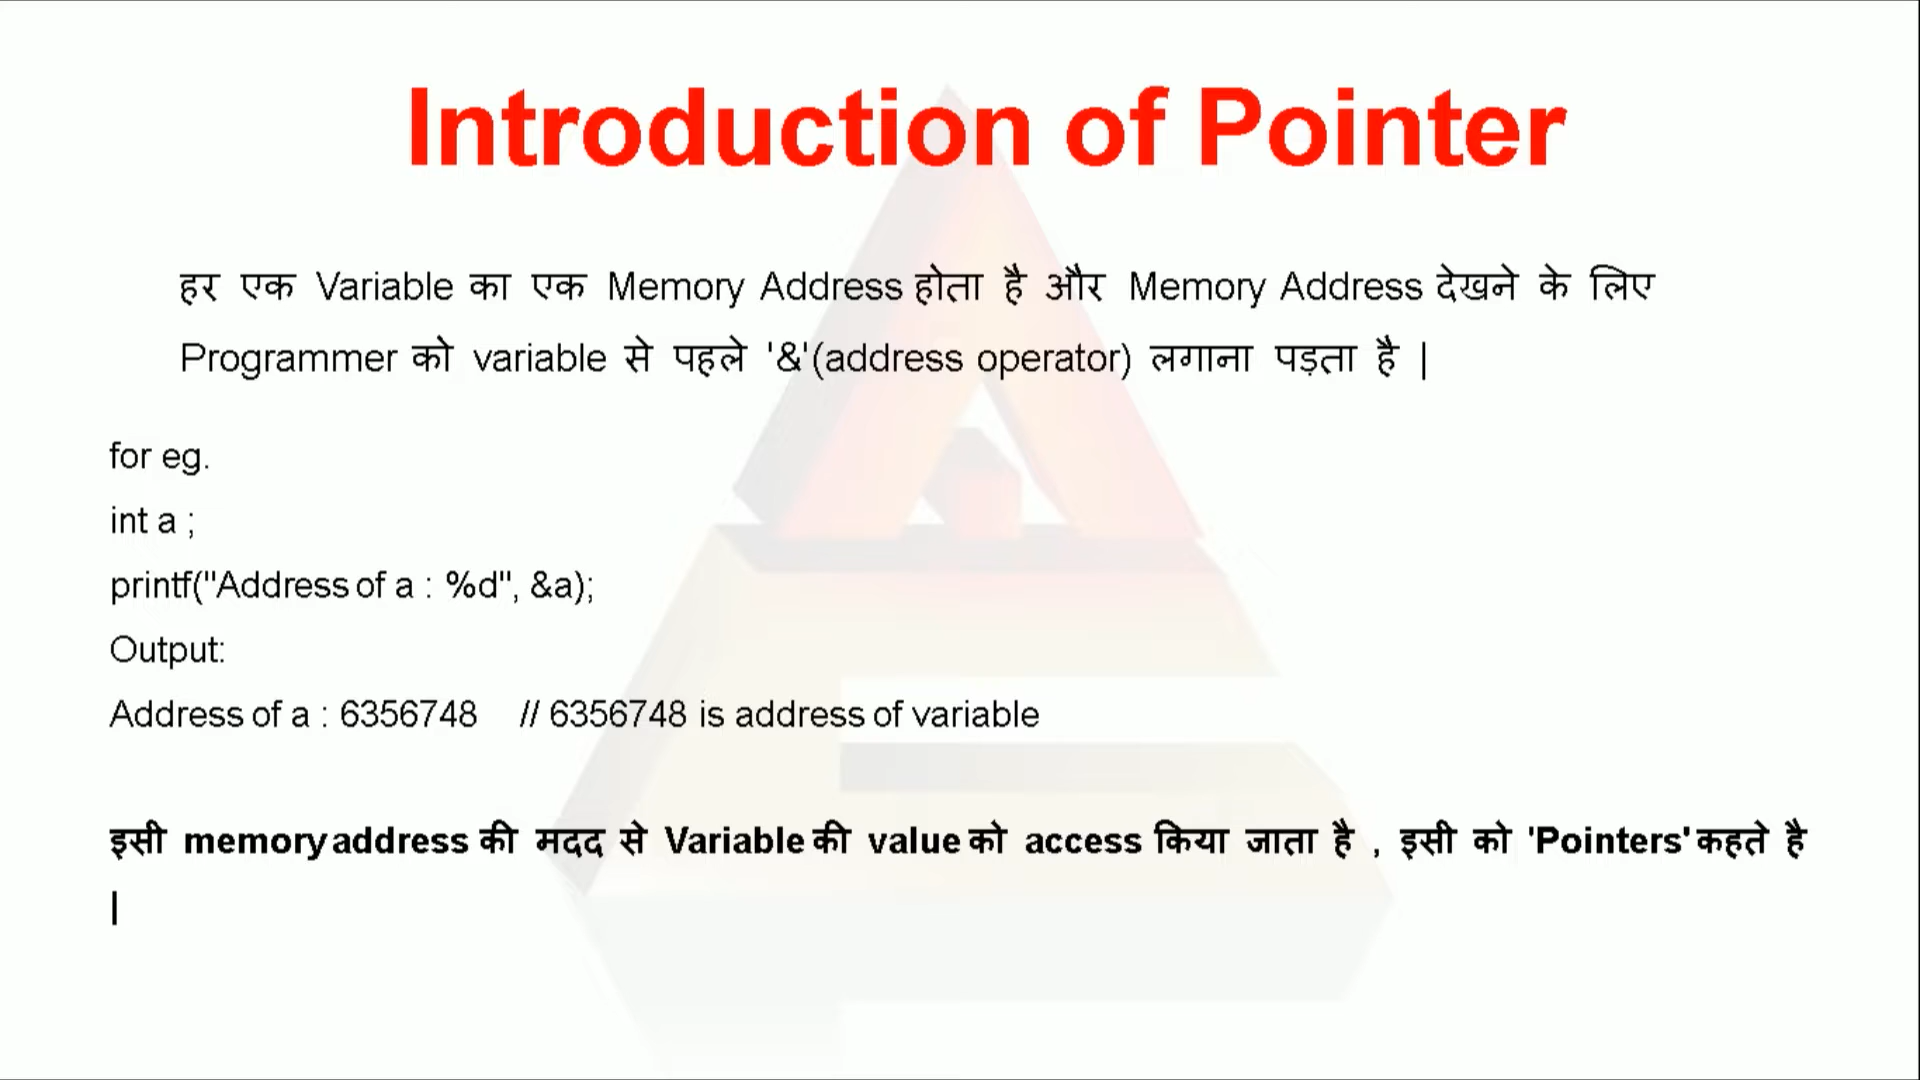 Introduction of Pointer
हर एक Variable का एक Memory Address होता है और Memory Address देखने के लिए
Programmer को variable से पहले '&'(address operator) लगाना पड़ता है |
for eg.
int a ;
printf("Address of a : %d", &a);
Output:
Address of a : 6356748 // 6356748 is address of variable
इसी memory address की मदद से Variable की value को access किया जाता है , इसी को 'Pointers' कहते है
|